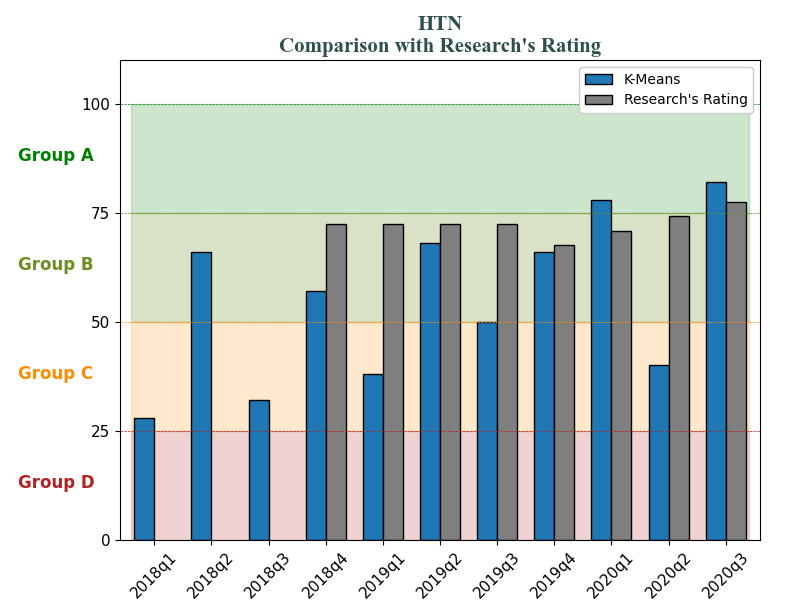 HTN
Comparison with Research's Rating
K-Means
Research's Rating
100
Group A
75
Group B
50
Group C
25
Group D
0
2018q1 2018q2 2018q3 2018q4 2019q1 2019q2 2019q3 2019q4 2020q1 2020q2 2020q3